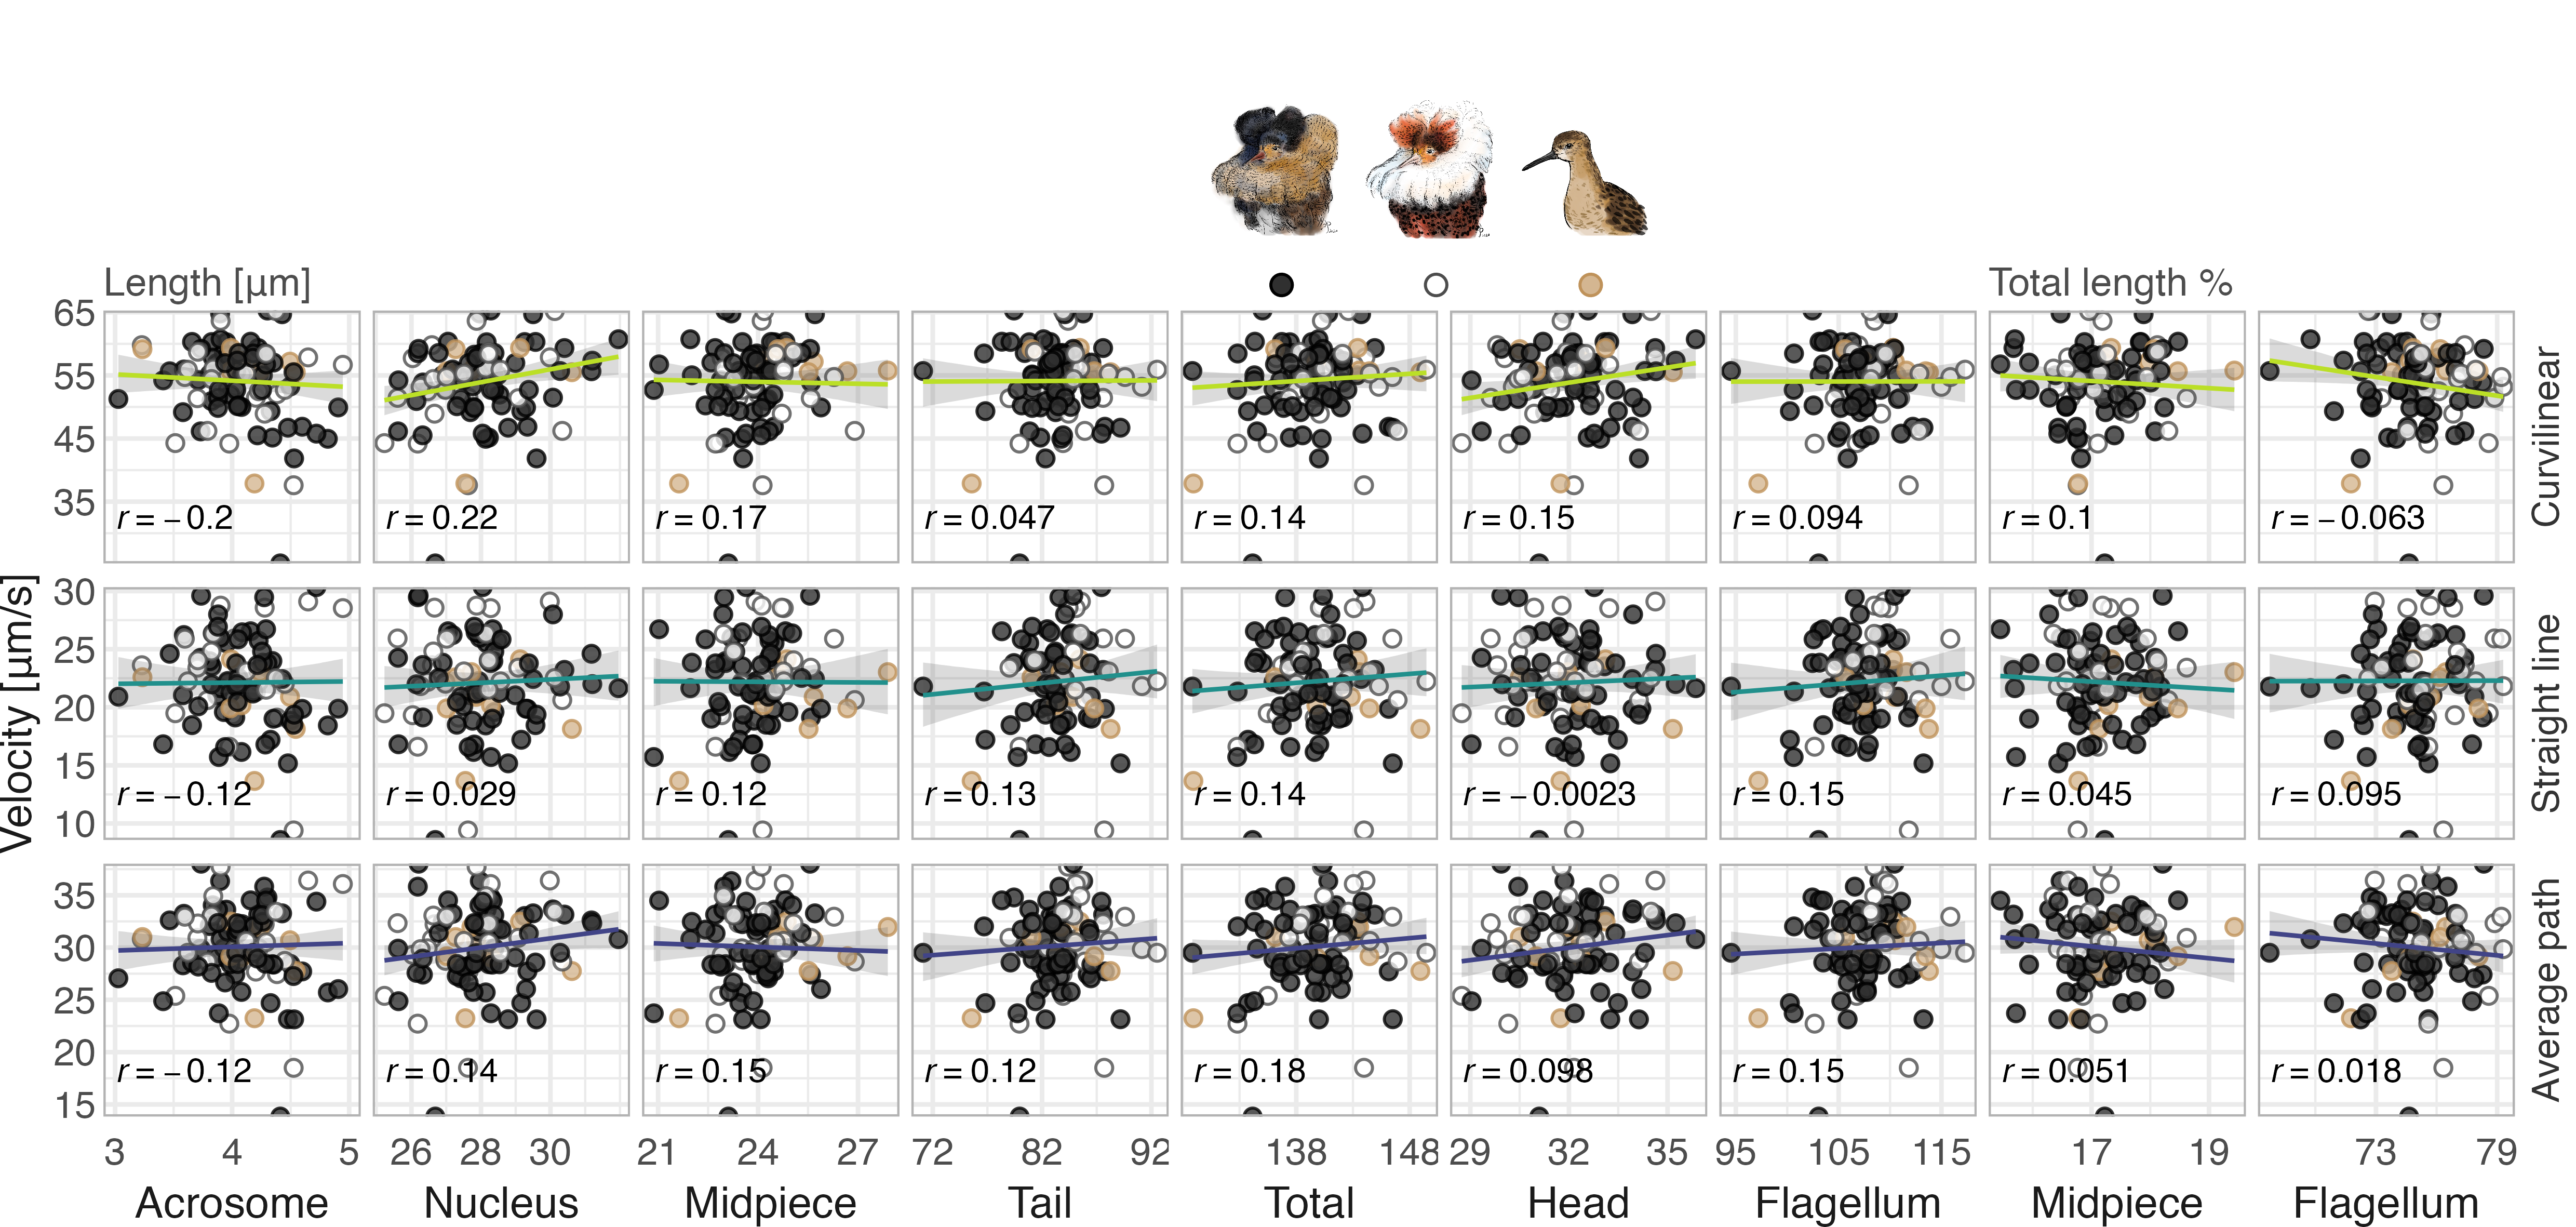 Length [µm]
Total length %
65
55
45
35
r = −0.2
r = 0.22
r = 0.17
r = 0.047
r = 0.14
r = 0.15
r = 0.094
r = 0.1
r = −0.063
Curvilinear
Velocity [µm/s]
30
25
20
15
10
r = −0.12
r = 0.029
r = 0.12
r = 0.13
r = 0.14
r = −0.0023
r = 0.15
r = 0.045
r = 0.095
Straight line
35
30
25
20
15
r = −0.12
r = 0.14
r = 0.15
r = 0.12
r = 0.18
r = 0.098
r = 0.15
r = 0.051
r = 0.018
Average path
3 4 5 26 28 30 21 24 27 72 82 92 138 148 29 32 35 95 105 115 17 19 73 79
Acrosome Nucleus Midpiece Tail Total Head Flagellum Midpiece Flagellum